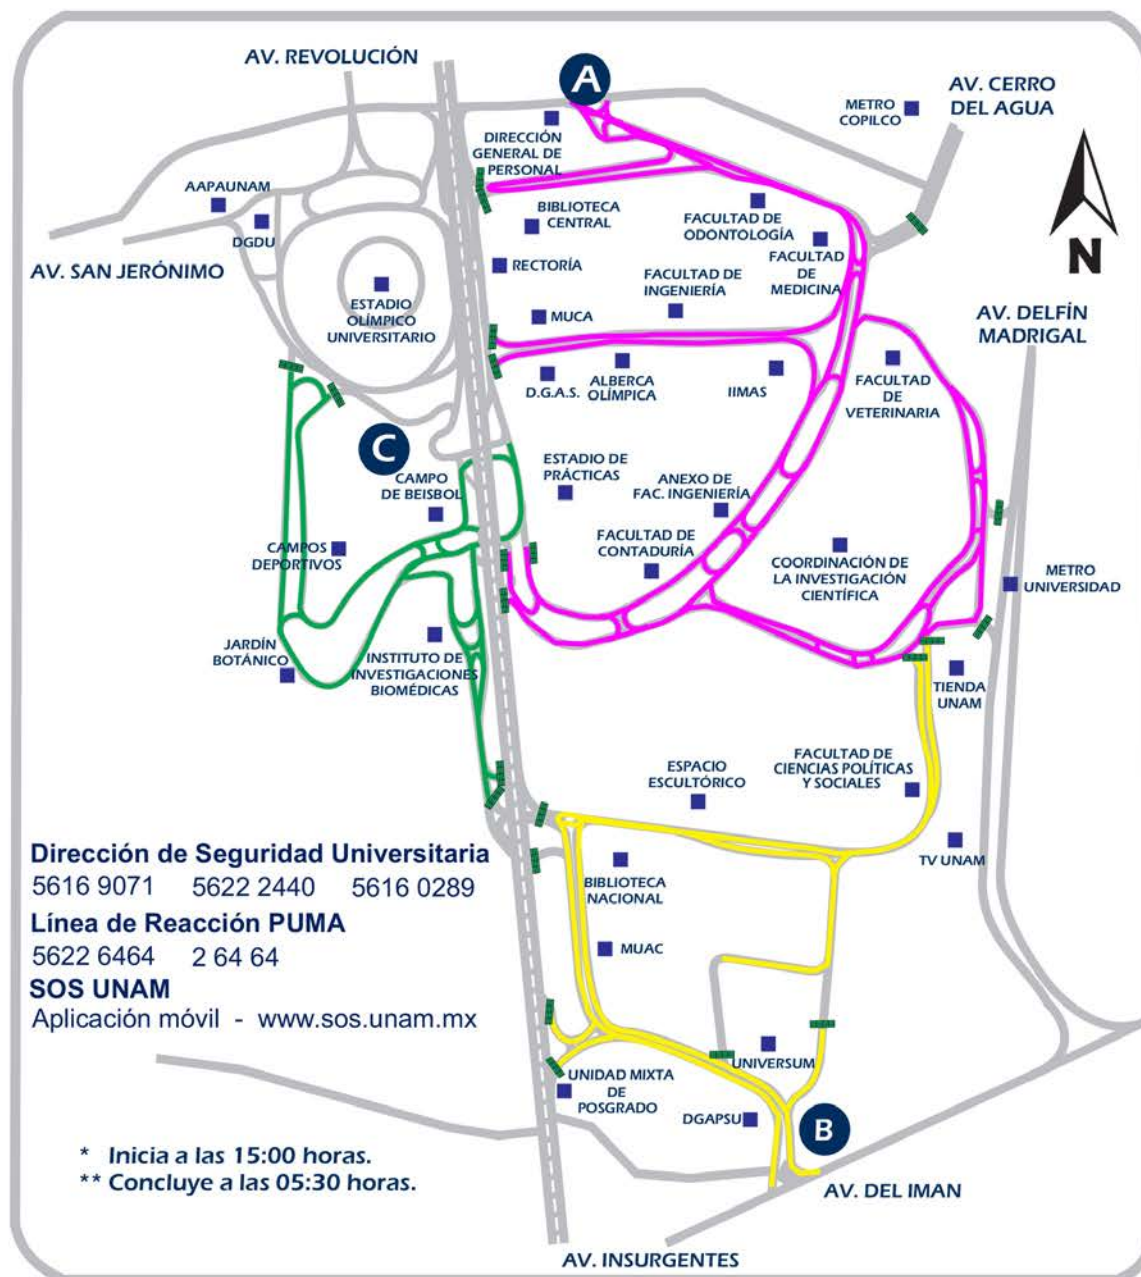 AV. REVOLUCIÓN
A
AV. CERRO
DEL AGUA
METRO
COPILCO
DIRECCIÓN
GENERAL DE
PERSONAL
AAPAUNAM
DGDU
BIBLIOTECA
CENTRAL
FACULTAD DE
ODONTOLOGÍA
FACULTAD
DE
MEDICINA
N
AV. SAN JERÓNIMO
RECTORÍA
FACULTAD DE
INGENIERÍA
ESTADIO
OLÍMPICO
UNIVERSITARIO
MUCA
AV. DELFÍN
MADRIGAL
D.G.A.S.
ALBERCA
OLÍMPICA
IIMAS
FACULTAD
DE
VETERINARIA
C
CAMPO
DE BEISBOL
ESTADIO DE
PRÁCTICAS
ANEXO DE
FAC. INGENIERÍA
CAMPOS
DEPORTIVOS
FACULTAD DE
CONTADURÍA
COORDINACIÓN DE
LA INVESTIGACIÓN
CIENTÍFICA
METRO
UNIVERSIDAD
JARDÍN
BOTÁNICO
INSTITUTO DE
INVESTIGACIONES
BIOMÉDICAS
TIENDA
UNAM
ESPACIO
ESCULTÓRICO
FACULTAD DE
CIENCIAS POLÍTICAS
Y SOCIALES
TV UNAM
BIBLIOTECA
NACIONAL
MUAC
Dirección de Seguridad Universitaria
5616 9071 5622 2440 5616 0289
Línea de Reacción PUMA
5622 6464 2 64 64
SOS UNAM
Aplicación móvil - www.sos.unam.mx
UNIVERSUM
UNIDAD MIXTA
DE
POSGRADO
DGAPSU
B
* Inicia a las 15:00 horas.
** Concluye a las 05:30 horas.
AV. DEL IMAN
AV. INSURGENTES